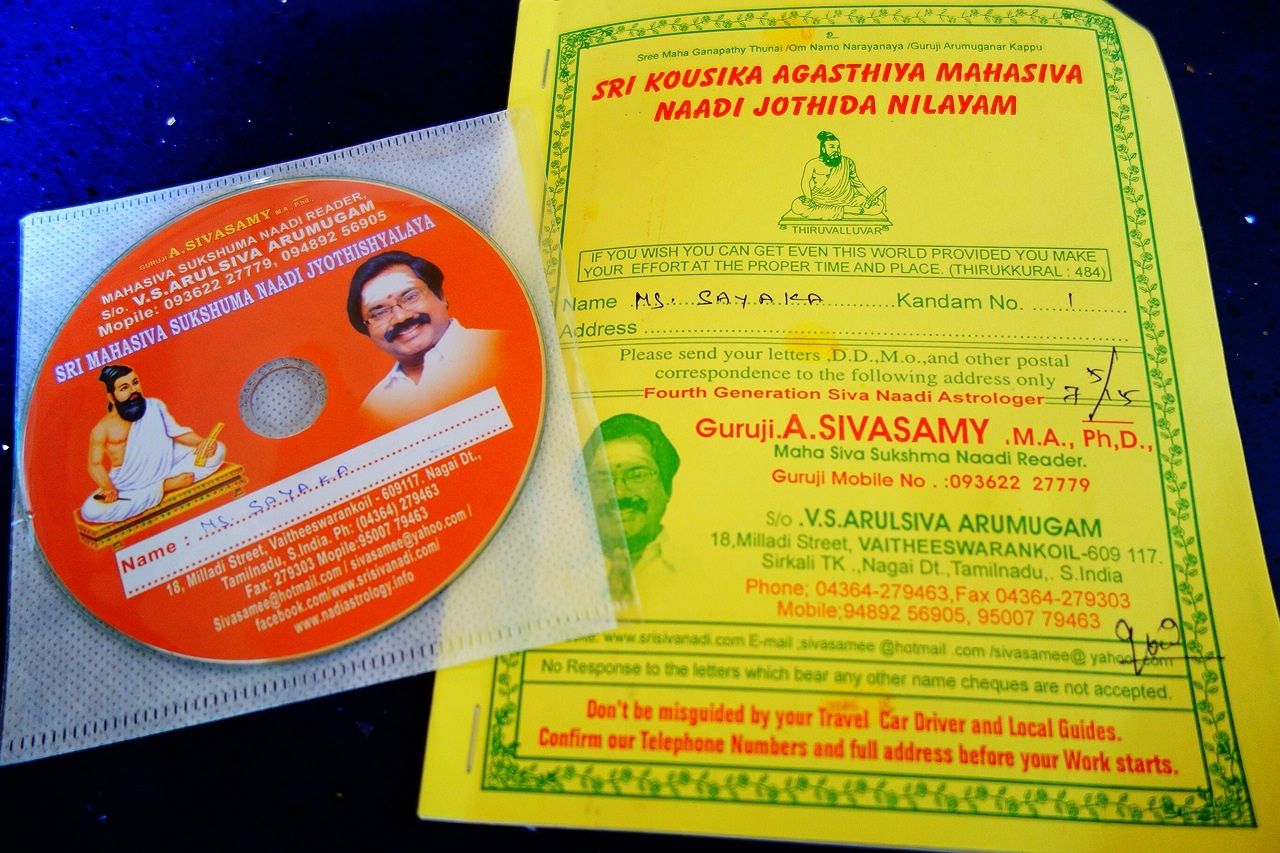 GURUJI A.SIVASAMY M.A., P.hd.
MAHASIVA SUKSHUMA NAADI READER,
S/o. V.S.ARULSIVA ARUMUGAM
Mopile: 093622 27779, 094892 56905
SRI MAHASIVA SUKSHUMA NAADI JYOTHISHYALAYA
Name : MS. SAYAKA
18, Milladi Street, Vaitheeswarankoil - 609117. Nagai Dt.,
Tamilnadu, S.India. Ph: (04364) 279463
Fax: 279303 Mopile:95007 79463
Sivasamee@hotmail.com / sivasamee@yahoo.com /
facebook.com/www.srisivanadi.com/
www.nadiastrology.info
உ
Sree Maha Ganapathy Thunai /Om Namo Narayanaya /Guruji Arumuganar Kappu
SRI KOUSIKA AGASTHIYA MAHASIVA
NAADI JOTHIDA NILAYAM
THIRUVALLUVAR
IF YOU WISH YOU CAN GET EVEN THIS WORLD PROVIDED YOU MAKE
YOUR EFFORT AT THE PROPER TIME AND PLACE. (THIRUKKURAL : 484)
Name MS. SAYAKA Kandam No. 1
Address
Please send your letters ,D.D.,M.o.,and other postal
correspondence to the following address only
Fourth Generation Siva Naadi Astrologer 7/5/15
Guruji.A.SIVASAMY .M.A., Ph,D.,
Maha Siva Sukshma Naadi Reader.
Guruji Mobile No . :093622 27779
S/o .V.S.ARULSIVA ARUMUGAM
18,Milladi Street, VAITHEESWARANKOIL-609 117.
Sirkali TK .,Nagai Dt.,Tamilnadu,. S.India
Phone; 04364-279463,Fax 04364-279303
Mobile;94892 56905, 95007 79463
www.srisivanadi.com E-mail ;sivasamee @hotmail .com /sivasamee@ yahoo.com
No Response to the letters which bear any other name cheques are not accepted.
Don't be misguided by your Travel Car Driver and Local Guides.
Confirm our Telephone Numbers and full address before your Work starts.